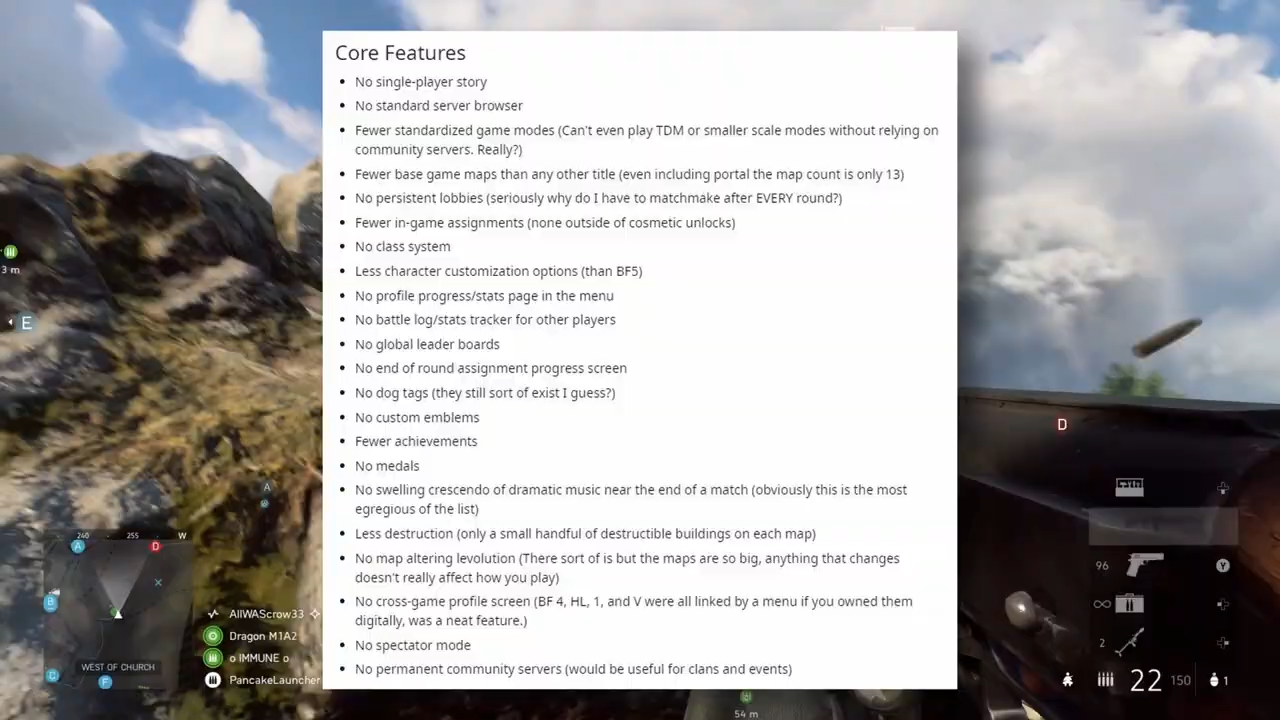 Core Features
No single-player story
No standard server browser
Fewer standardized game modes (Can't even play TDM or smaller scale modes without relying on
community servers. Really?)
Fewer base game maps than any other title (even including portal the map count is only 13)
No persistent lobbies (seriously why do I have to matchmake after EVERY round?)
Fewer in-game assignments (none outside of cosmetic unlocks)
No class system
Less character customization options (than BF5)
No profile progress/stats page in the menu
No battle log/stats tracker for other players
No global leader boards
No end of round assignment progress screen
No dog tags (they still sort of exist I guess?)
No custom emblems
Fewer achievements
No medals
No swelling crescendo of dramatic music near the end of a match (obviously this is the most
egregious of the list)
Less destruction (only a small handful of destructible buildings on each map)
No map altering levolution (There sort of is but the maps are so big, anything that changes
doesn't really affect how you play)
No cross-game profile screen (BF 4, HL, 1, and V were all linked by a menu if you owned them
digitally, was a neat feature.)
No spectator mode
No permanent community servers (would be useful for clans and events)
3 m
E
A
240 255 W
A D
B
C F
WEST OF CHURCH
AllWAScrow33
Dragon M1A2
o IMMUNE o
PancakeLauncher
54 m
D
96 Y
∞
2
22 150 1